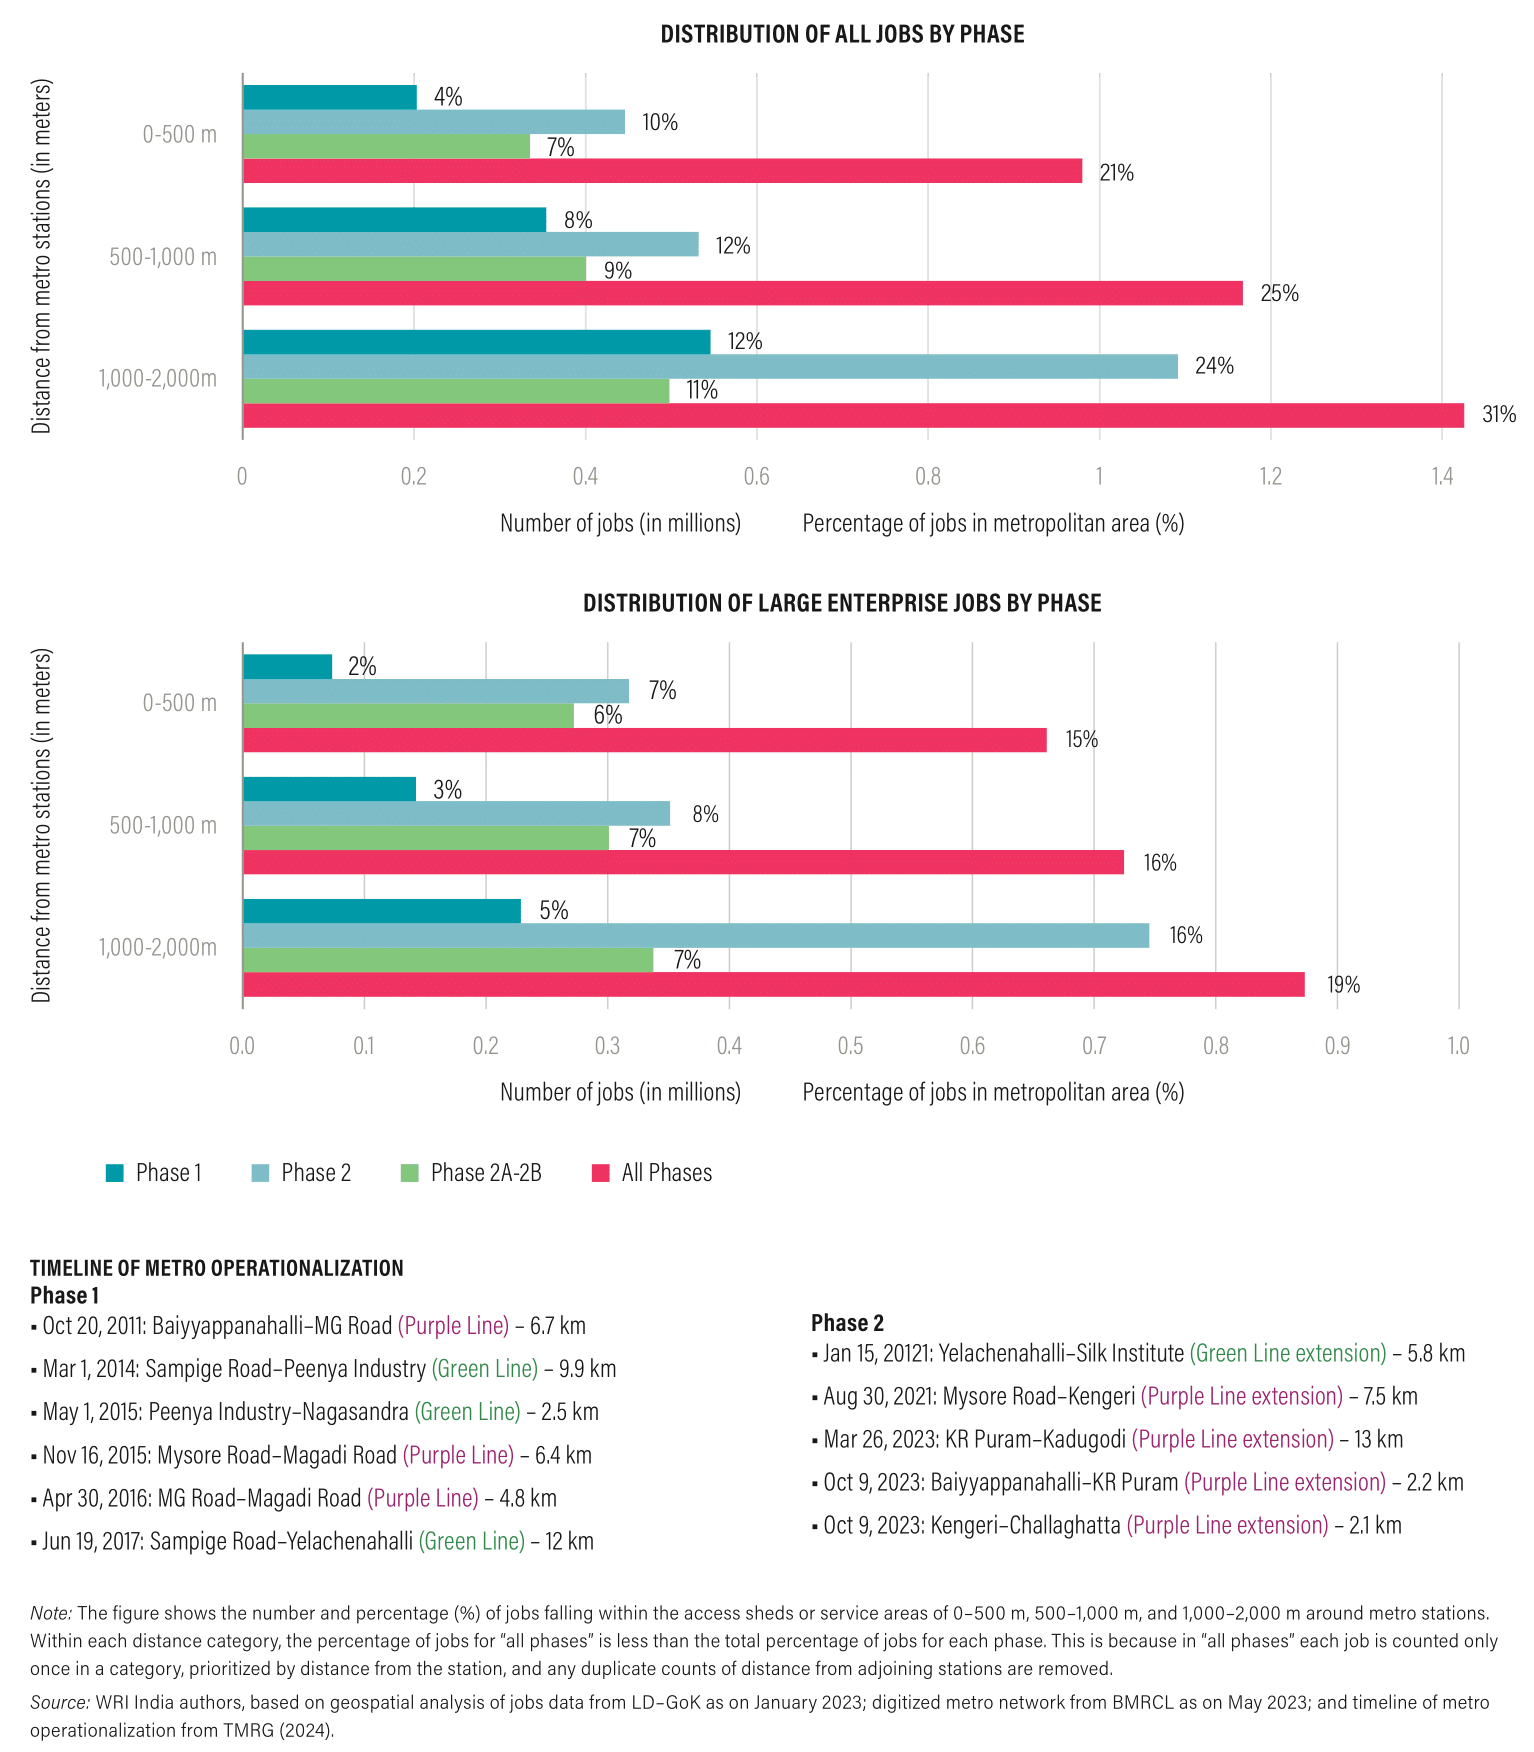 DISTRIBUTION OF ALL JOBS BY PHASE
Distance from metro stations (in meters)
0-500 m
4%
10%
7%
21%
500-1,000 m
8%
12%
9%
25%
1,000-2,000m
12%
24%
11%
31%
0 0.2 0.4 0.6 0.8 1 1.2 1.4
Number of jobs (in millions) Percentage of jobs in metropolitan area (%)
DISTRIBUTION OF LARGE ENTERPRISE JOBS BY PHASE
Distance from metro stations (in meters)
0-500 m
2%
7%
6%
15%
500-1,000 m
3%
8%
7%
16%
1,000-2,000m
5%
16%
7%
19%
0.0 0.1 0.2 0.3 0.4 0.5 0.6 0.7 0.8 0.9 1.0
Number of jobs (in millions) Percentage of jobs in metropolitan area (%)
Phase 1 Phase 2 Phase 2A-2B All Phases
TIMELINE OF METRO OPERATIONALIZATION
Phase 1
▪ Oct 20, 2011: Baiyyappanahalli–MG Road (Purple Line) – 6.7 km
▪ Mar 1, 2014: Sampige Road–Peenya Industry (Green Line) – 9.9 km
▪ May 1, 2015: Peenya Industry–Nagasandra (Green Line) – 2.5 km
▪ Nov 16, 2015: Mysore Road–Magadi Road (Purple Line) – 6.4 km
▪ Apr 30, 2016: MG Road–Magadi Road (Purple Line) – 4.8 km
▪ Jun 19, 2017: Sampige Road–Yelachenahalli (Green Line) – 12 km
Phase 2
▪ Jan 15, 20121: Yelachenahalli–Silk Institute (Green Line extension) – 5.8 km
▪ Aug 30, 2021: Mysore Road–Kengeri (Purple Line extension) – 7.5 km
▪ Mar 26, 2023: KR Puram–Kadugodi (Purple Line extension) – 13 km
▪ Oct 9, 2023: Baiyyappanahalli–KR Puram (Purple Line extension) – 2.2 km
▪ Oct 9, 2023: Kengeri–Challaghatta (Purple Line extension) – 2.1 km
Note: The figure shows the number and percentage (%) of jobs falling within the access sheds or service areas of 0–500 m, 500–1,000 m, and 1,000–2,000 m around metro stations.
Within each distance category, the percentage of jobs for "all phases" is less than the total percentage of jobs for each phase. This is because in "all phases" each job is counted only
once in a category, prioritized by distance from the station, and any duplicate counts of distance from adjoining stations are removed.
Source: WRI India authors, based on geospatial analysis of jobs data from LD–GoK as on January 2023; digitized metro network from BMRCL as on May 2023; and timeline of metro
operationalization from TMRG (2024).